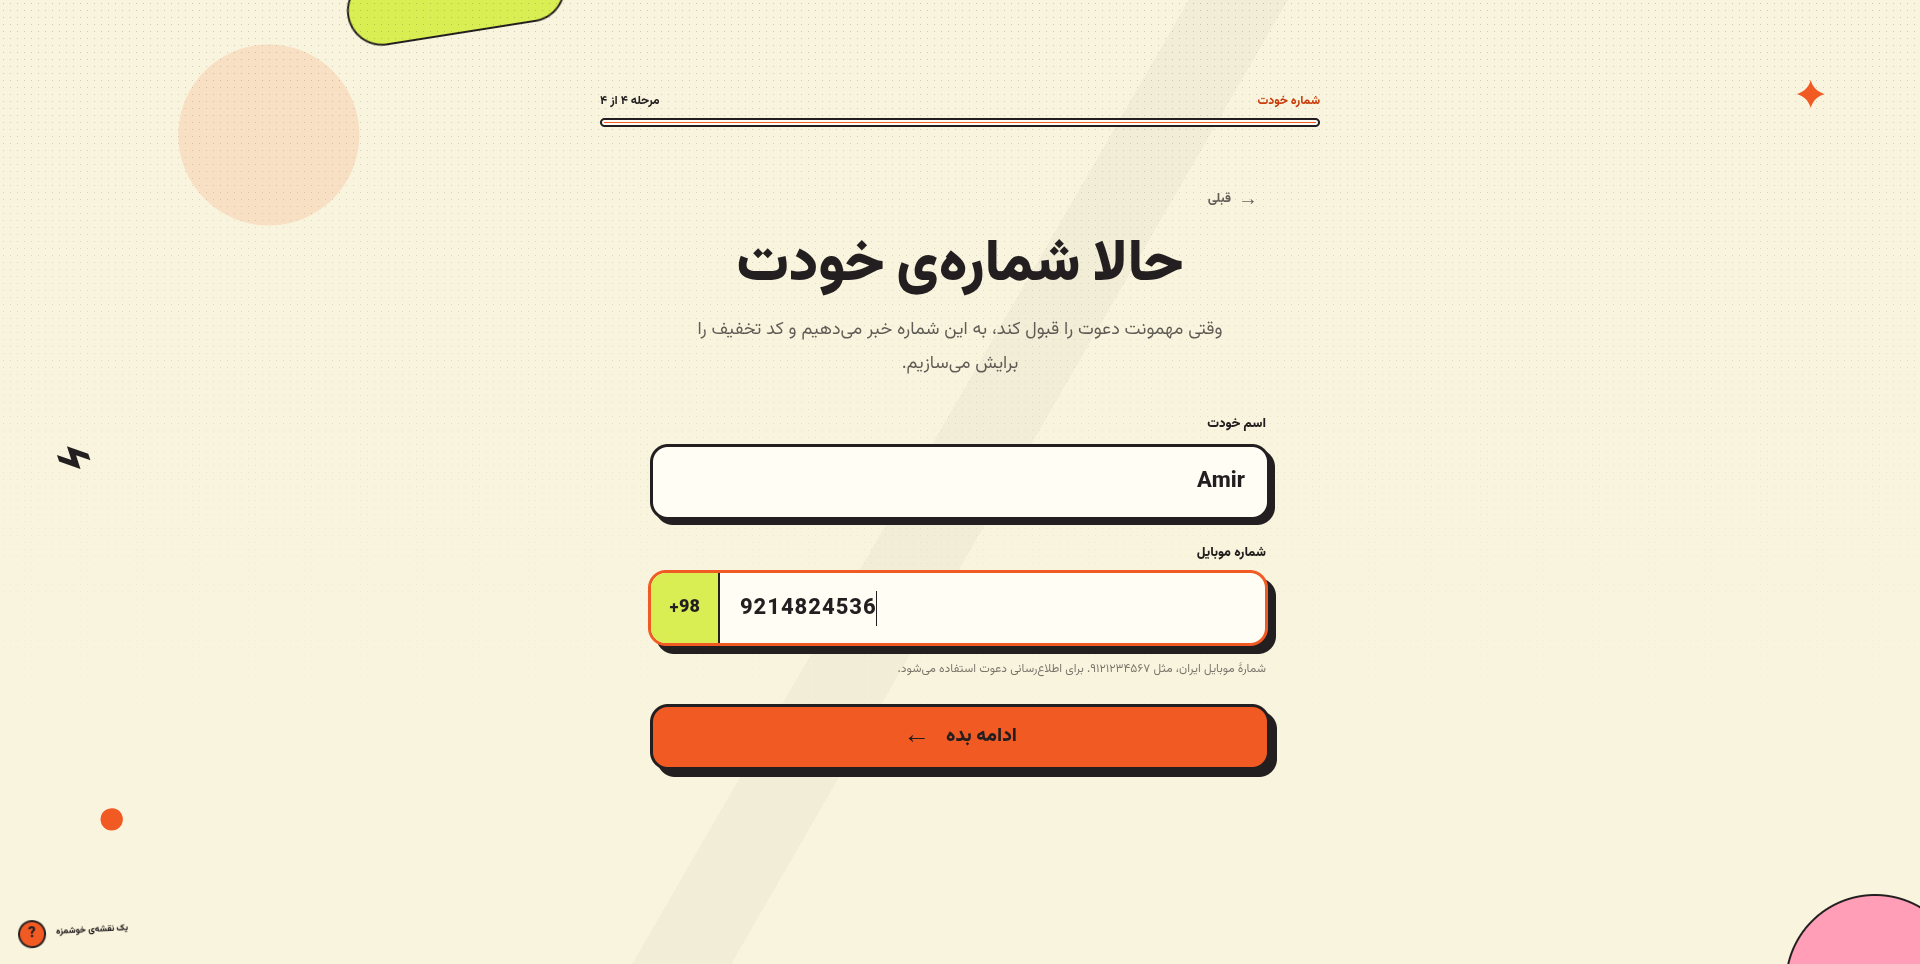 شماره خودت
مرحله ۴ از ۴
→ قبلی
حالا شماره‌ی خودت
وقتی مهمونت دعوت را قبول کند، به این شماره خبر می‌دهیم و کد تخفیف را
برایش می‌سازیم.
اسم خودت
Amir
شماره موبایل
+98
9214824536
شمارهٔ موبایل ایران، مثل ۹۱۲۱۲۳۴۵۶۷. برای اطلاع‌رسانی دعوت استفاده می‌شود.
ادامه بده ←
یک نقشه‌ی خوشمزه
?